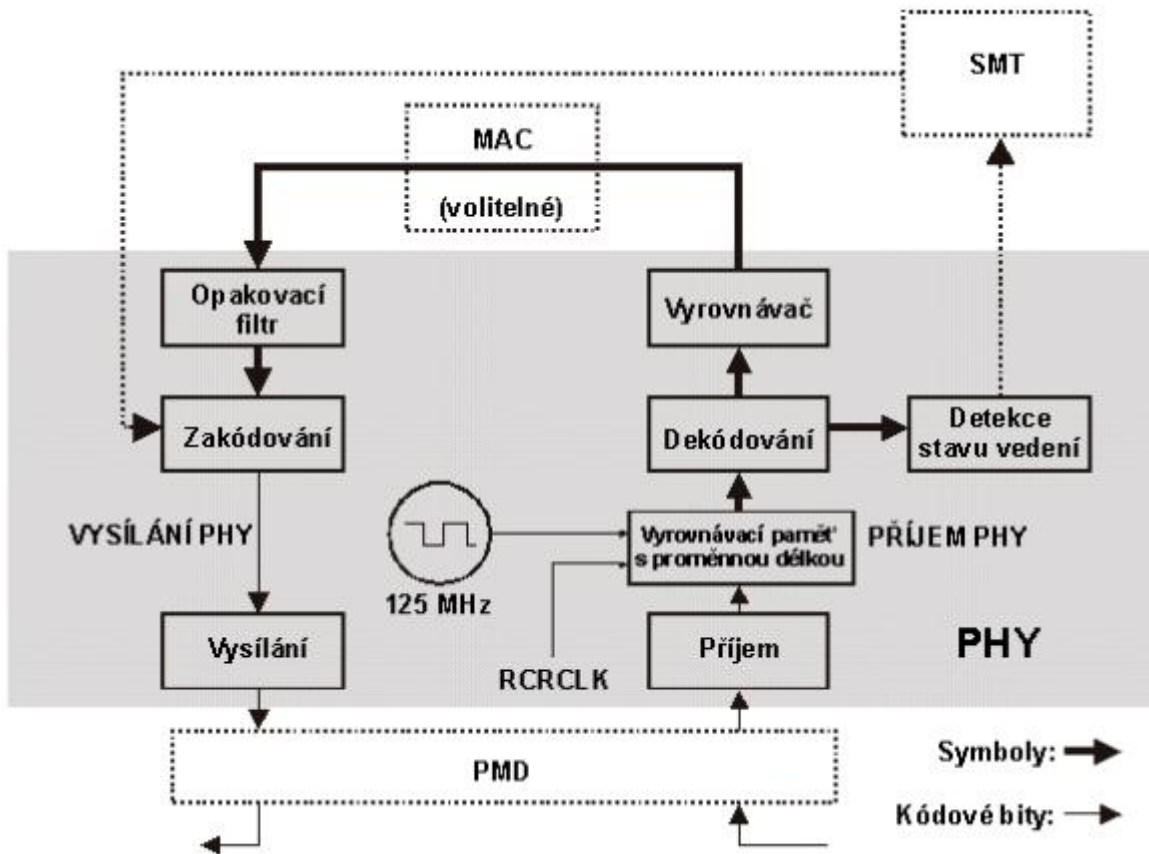 SMT
MAC
(volitelné)
Opakovací
filtr
Vyrovnávač
Zakódování
Dekódování
Detekce
stavu vedení
VYSÍLÁNÍ PHY
Vyrovnávací paměť
s proměnnou délkou
PŘÍJEM PHY
125 MHz
Vysílání
Příjem
PHY
RCRCLK
PMD
Symboly:
Kódové bity: